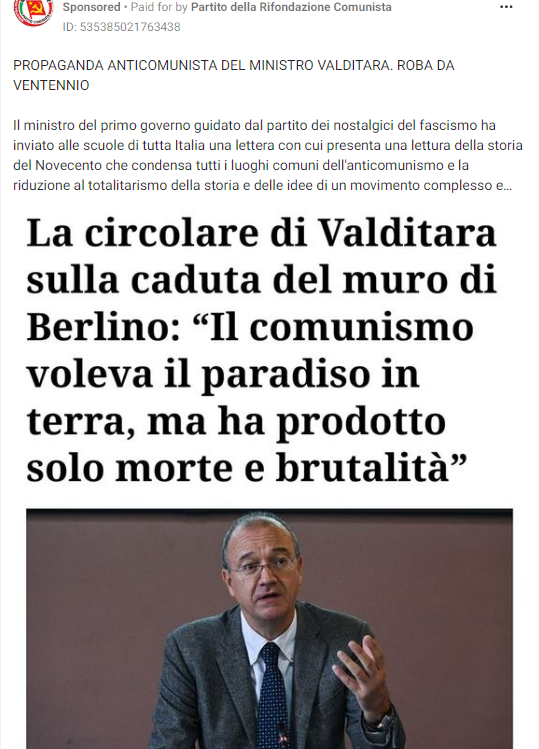 Sponsored • Paid for by Partito della Rifondazione Comunista
ID: 535385021763438
PROPAGANDA ANTICOMUNISTA DEL MINISTRO VALDITARA. ROBA DA
VENTENNIO
Il ministro del primo governo guidato dal partito dei nostalgici del fascismo ha
inviato alle scuole di tutta Italia una lettera con cui presenta una lettura della storia
del Novecento che condensa tutti i luoghi comuni dell'anticomunismo e la
riduzione al totalitarismo della storia e delle idee di un movimento complesso e...
La circolare di Valditara
sulla caduta del muro di
Berlino: “Il comunismo
voleva il paradiso in
terra, ma ha prodotto
solo morte e brutalità”